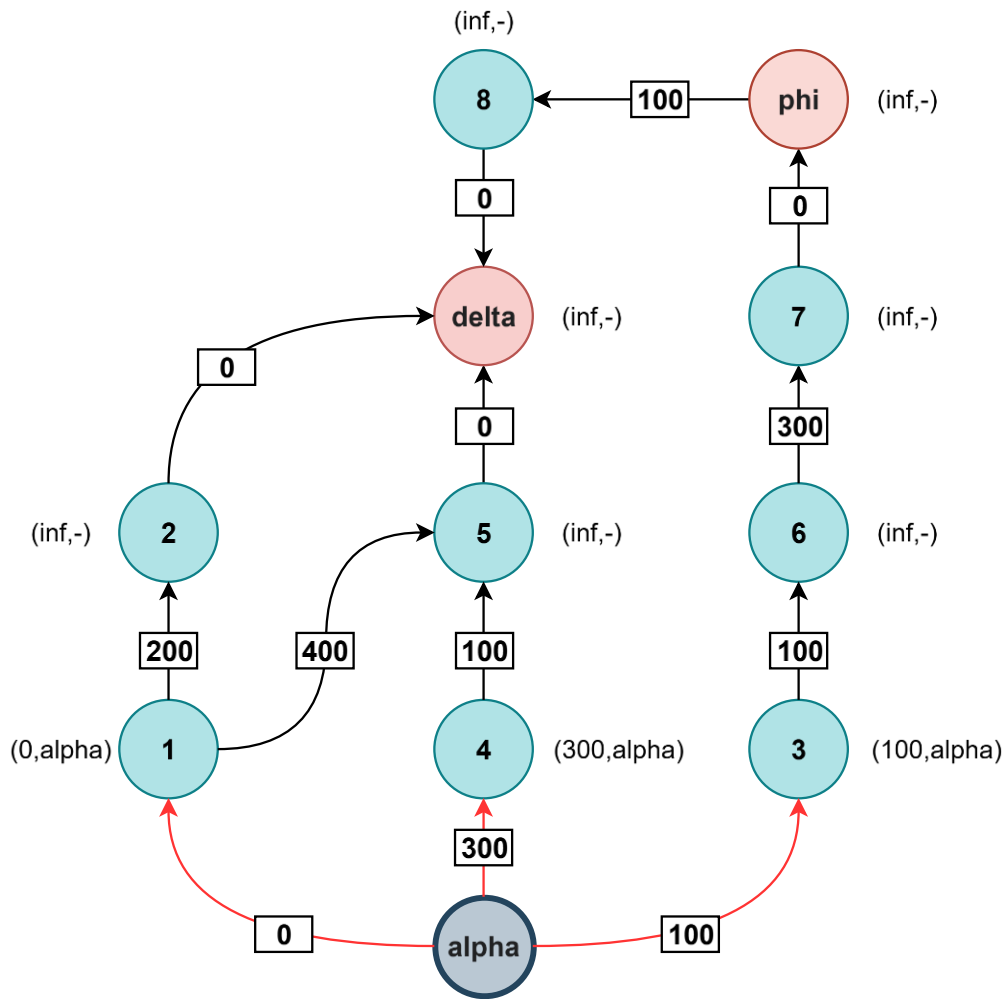 (inf,-)
8
100
phi
(inf,-)
0
0
delta
(inf,-)
7
(inf,-)
0
0
300
(inf,-)
2
5
(inf,-)
6
(inf,-)
200
400
100
100
(0,alpha)
1
4
(300,alpha)
3
(100,alpha)
300
0
alpha
100